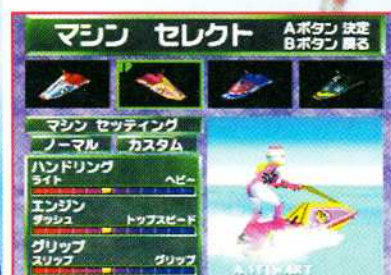 マシン セレクト
Aボタン 決定
Bボタン 戻る
1P
マシン セッティング
ノーマル カスタム
ハンドリング
ライト ヘビー
エンジン
ダッシュ トップスピード
グリップ
スリップ グリップ
A.STEWART